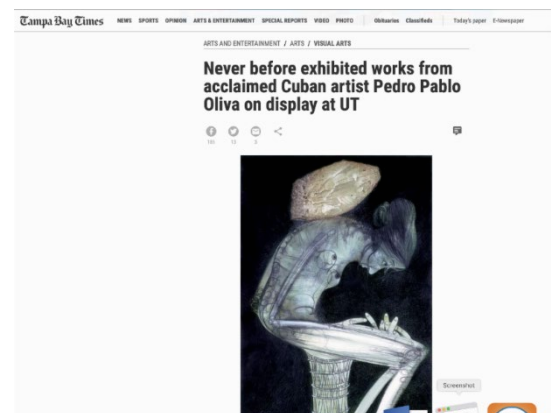 Tampa Bay Times NEWS SPORTS OPINION ARTS & ENTERTAINMENT SPECIAL REPORTS VIDEO PHOTO Obituaries Classifieds Today's paper E-Newspaper
ARTS AND ENTERTAINMENT / ARTS / VISUAL ARTS
Never before exhibited works from
acclaimed Cuban artist Pedro Pablo
Oliva on display at UT
Screenshot